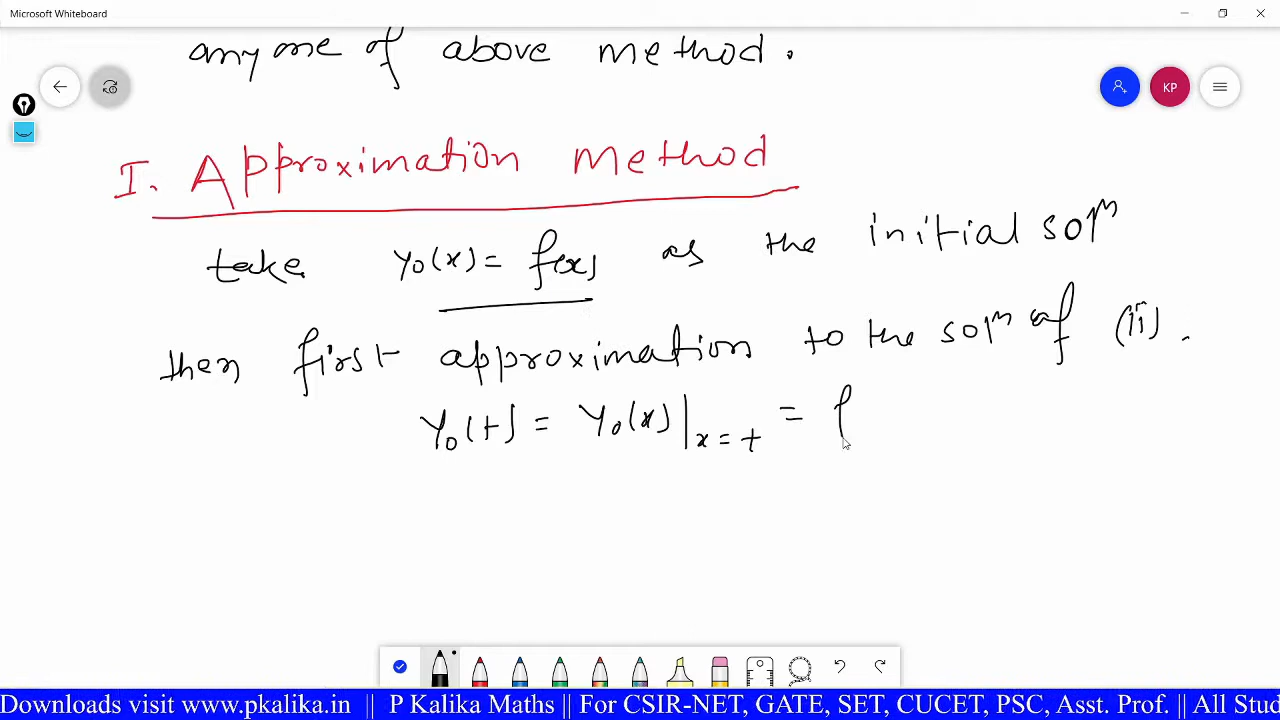 Microsoft Whiteboard
any one of above method.
KP
I. Approximation method
take y₀(x) = f(x) as the initial solⁿ
then first approximation to the solⁿ of (ii).
y₀(t) = y₀(x)|ₓ₌ₜ = f
Downloads visit www.pkalika.in || P Kalika Maths || For CSIR-NET, GATE, SET, CUCET, PSC, Asst. Prof. || All Stud